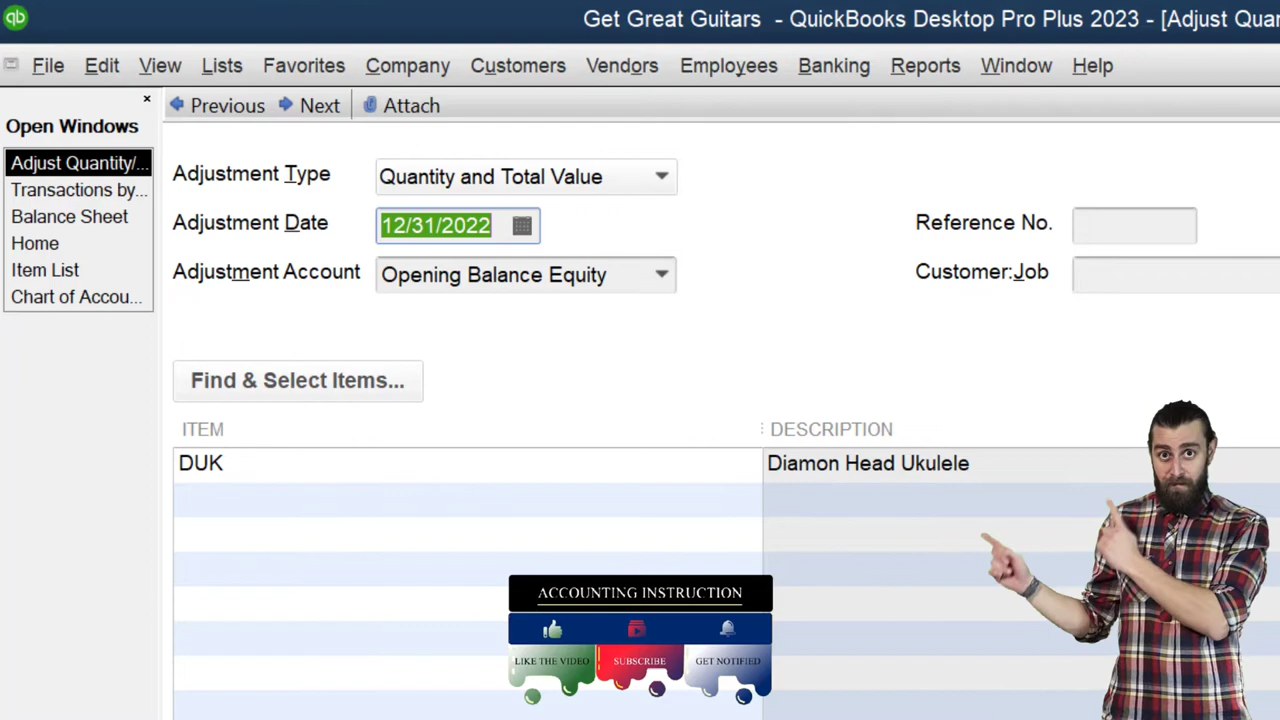 qb
Get Great Guitars - QuickBooks Desktop Pro Plus 2023 - [Adjust Quan
File Edit View Lists Favorites Company Customers Vendors Employees Banking Reports Window Help
Previous Next Attach
Open Windows
Adjust Quantity/...
Transactions by...
Balance Sheet
Home
Item List
Chart of Accou...
Adjustment Type Quantity and Total Value
Adjustment Date 12/31/2022
Reference No.
Adjustment Account Opening Balance Equity
Customer:Job
Find & Select Items...
ITEM DESCRIPTION
DUK Diamon Head Ukulele
ACCOUNTING INSTRUCTION
LIKE THE VIDEO SUBSCRIBE GET NOTIFIED